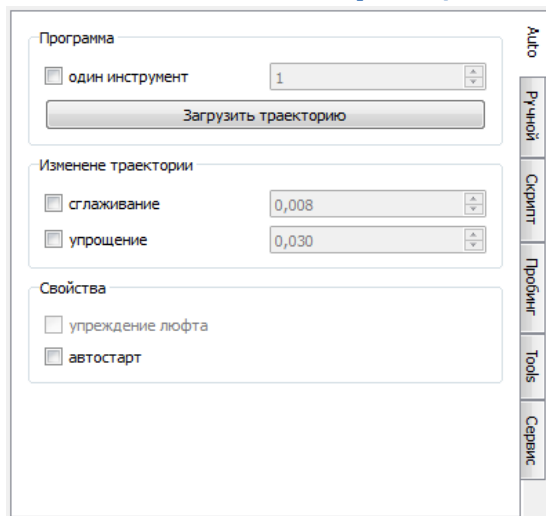 Программа
один инструмент 1
Загрузить траекторию
Изменене траектории
сглаживание 0,008
упрощение 0,030
Свойства
упреждение люфта
автостарт
Auto
Ручной
Скрипт
Пробинг
Tools
Сервис